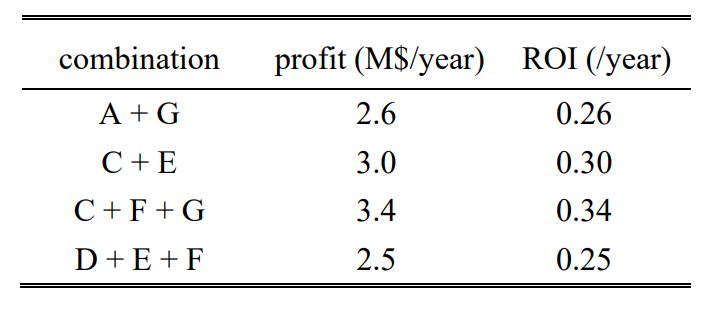 combination profit (M$/year) ROI (/year)
A + G 2.6 0.26
C + E 3.0 0.30
C + F + G 3.4 0.34
D + E + F 2.5 0.25